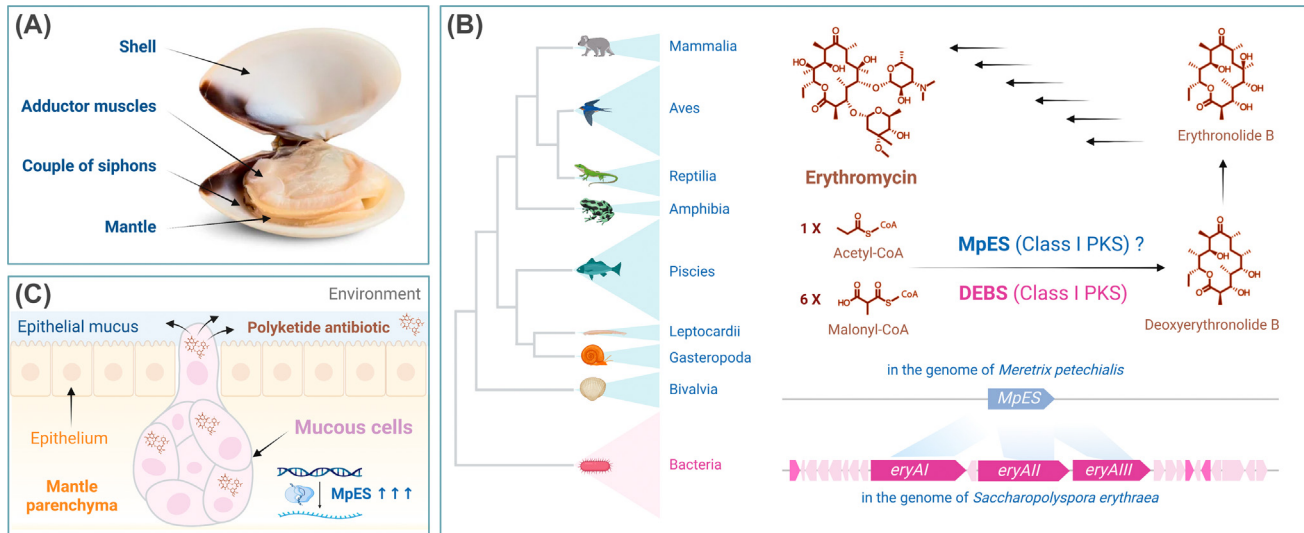 (A)
Shell
Adductor muscles
Couple of siphons
Mantle
(B)
Mammalia
Aves
Reptilia
Amphibia
Piscies
Leptocardii
Gasteropoda
Bivalvia
Bacteria
Erythromycin
Erythronolide B
1 X
Acetyl-CoA
6 X
Malonyl-CoA
MpES (Class I PKS) ?
DEBS (Class I PKS)
Deoxyerythronolide B
in the genome of Meretrix petechialis
MpES
eryAI
eryAII
eryAIII
in the genome of Saccharopolyspora erythraea
(C)
Environment
Epithelial mucus
Polyketide antibiotic
Epithelium
Mucous cells
Mantle
parenchyma
MpES ↑↑↑